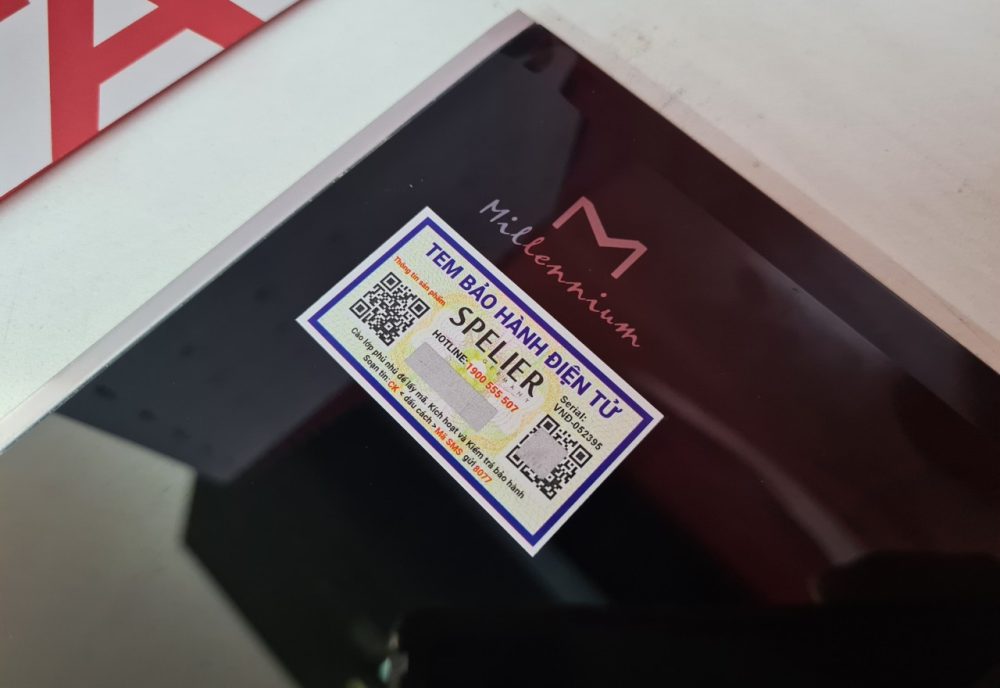 M
Millennium
TEM BẢO HÀNH ĐIỆN TỬ
Thông tin sản phẩm
SPELIER
GERMANY
HOTLINE: 1900 555 507
Serial:
VND-052395
Cào lớp phủ nhũ để lấy mã. Kích hoạt và Kiểm tra bảo hành
Soạn tin: CK < dấu cách > Mã SMS gửi 8077